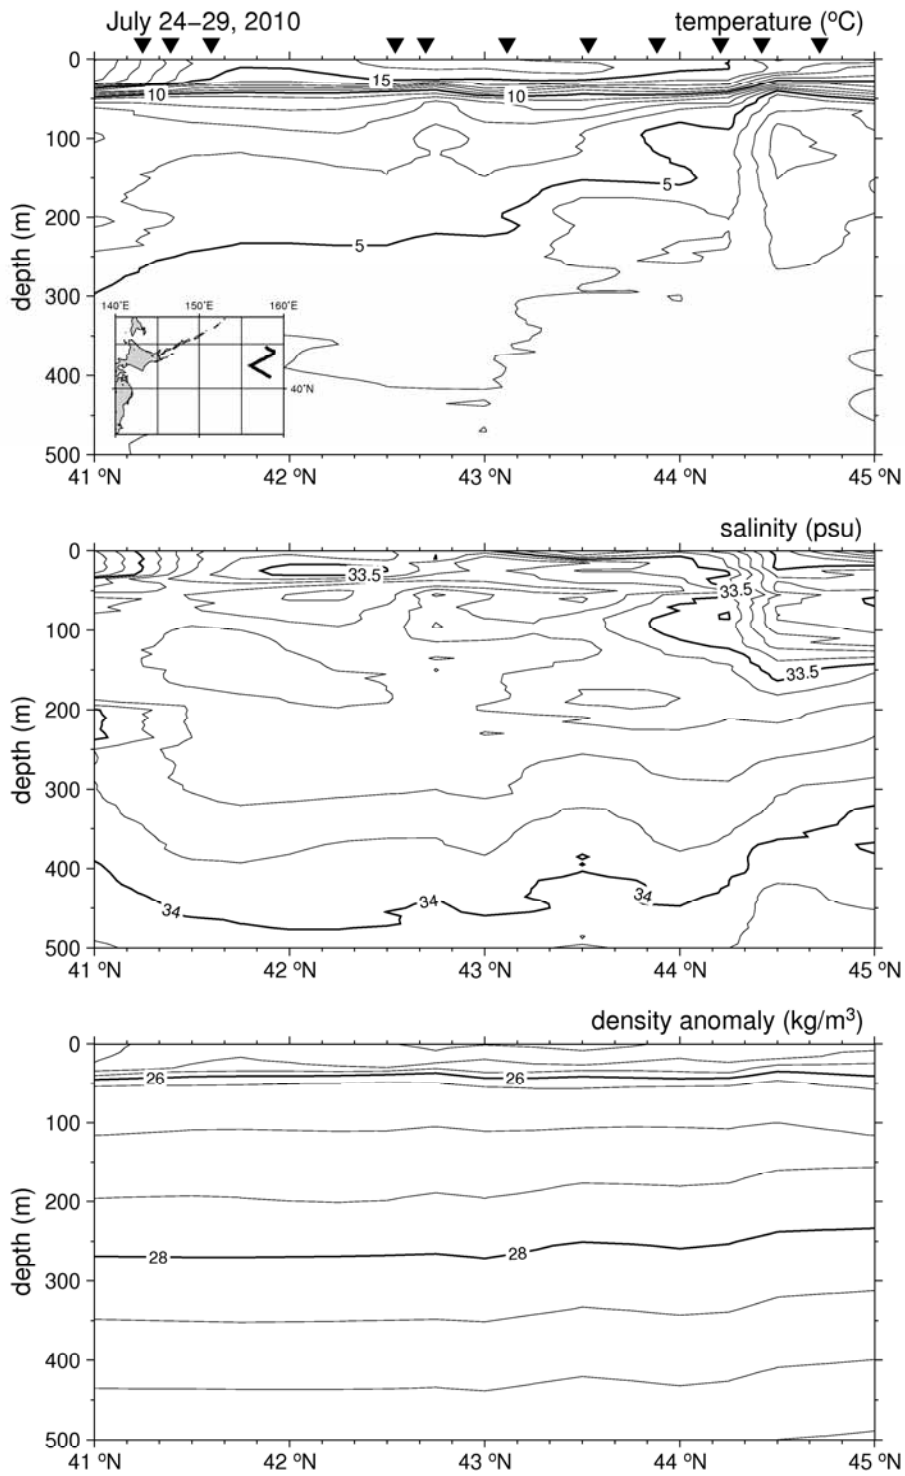 July 24–29, 2010 temperature (°C)
0
15
10 10
100
5
200
5
depth (m)
300
140°E 150°E 160°E
400
40°N
500
41 °N 42 °N 43 °N 44 °N 45 °N
salinity (psu)
0
33.5
33.5
100
33.5
200
depth (m)
300
400
34 34 34
500
41 °N 42 °N 43 °N 44 °N 45 °N
density anomaly (kg/m³)
0
26 26
100
200
depth (m)
28 28
300
400
500
41 °N 42 °N 43 °N 44 °N 45 °N